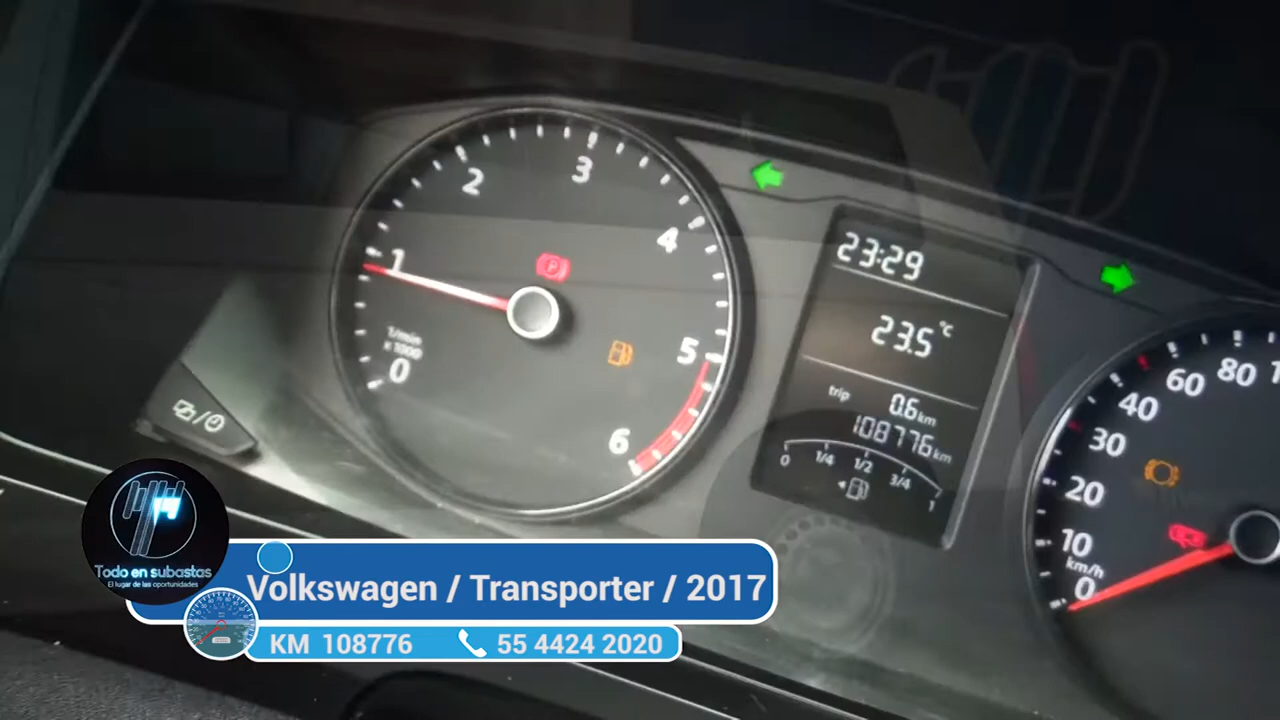 1
2
3
4
5
6
0
1/min
x 1000
P
23:29
23.5°C
trip 0.6km
108776km
0 1/4 1/2 3/4 1
0
10
20
30
40
60
80
km/h
Todo en subastas
El lugar de las oportunidades
Volkswagen / Transporter / 2017
KM 108776
55 4424 2020